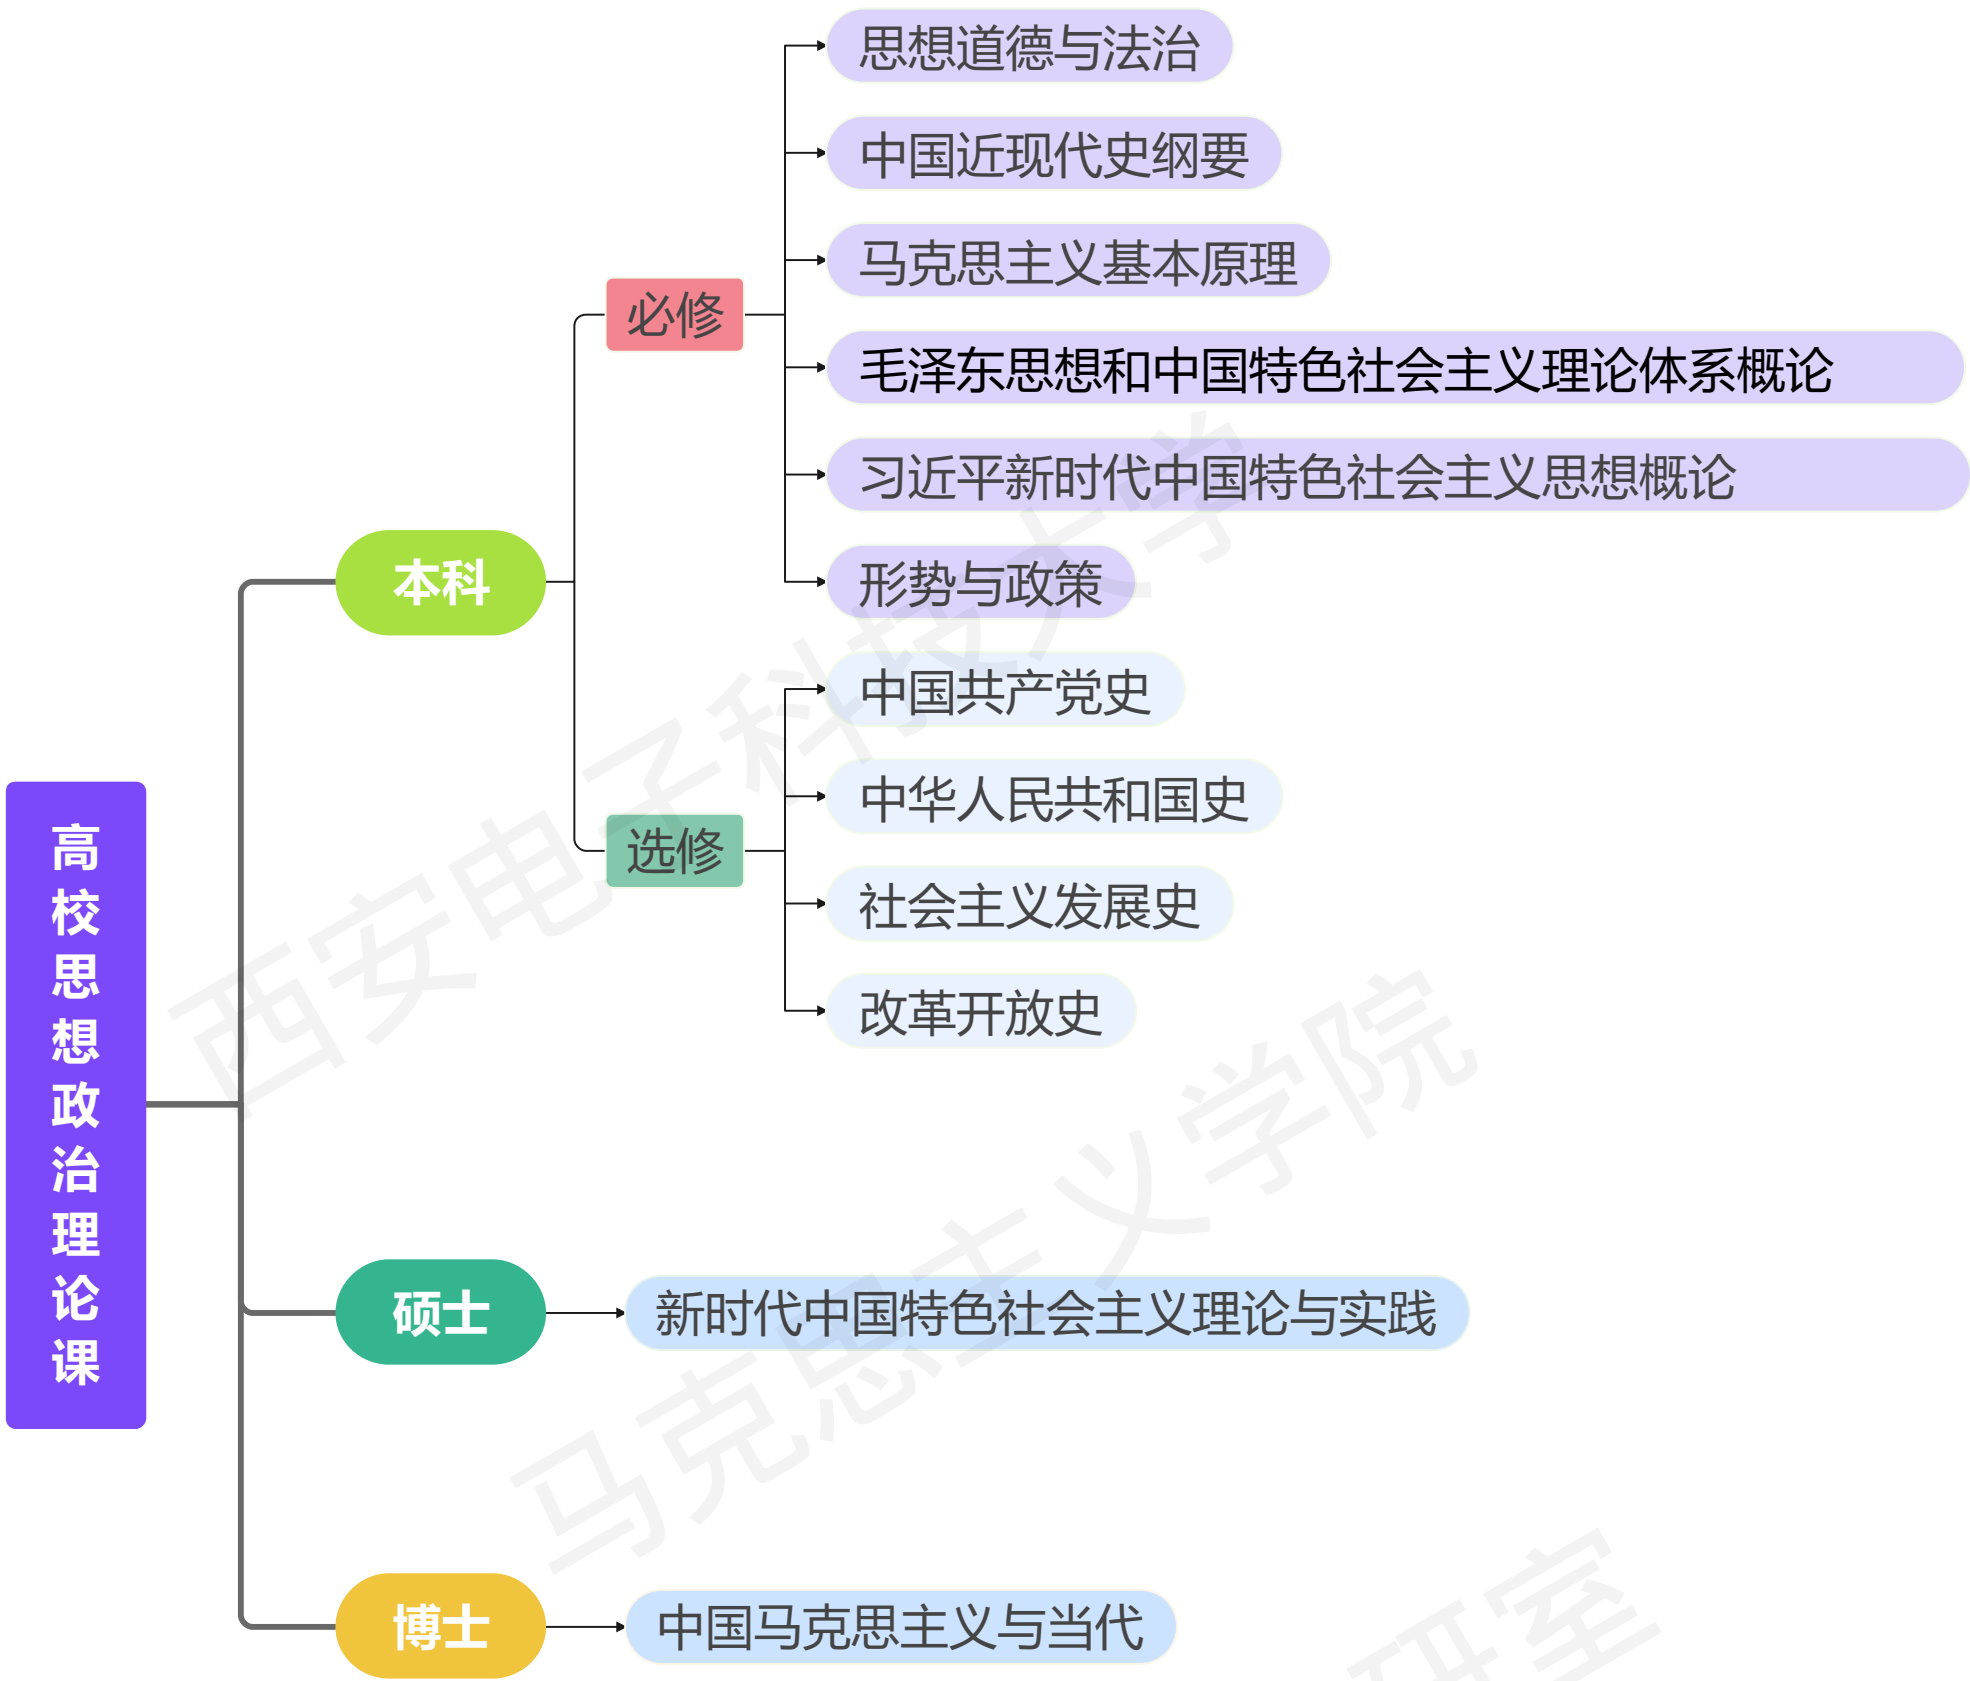 高校思想政治理论课
本科
必修
思想道德与法治
中国近现代史纲要
马克思主义基本原理
毛泽东思想和中国特色社会主义理论体系概论
习近平新时代中国特色社会主义思想概论
形势与政策
选修
中国共产党史
中华人民共和国史
社会主义发展史
改革开放史
硕士
新时代中国特色社会主义理论与实践
博士
中国马克思主义与当代
西安电子科技大学
马克思主义学院
研室